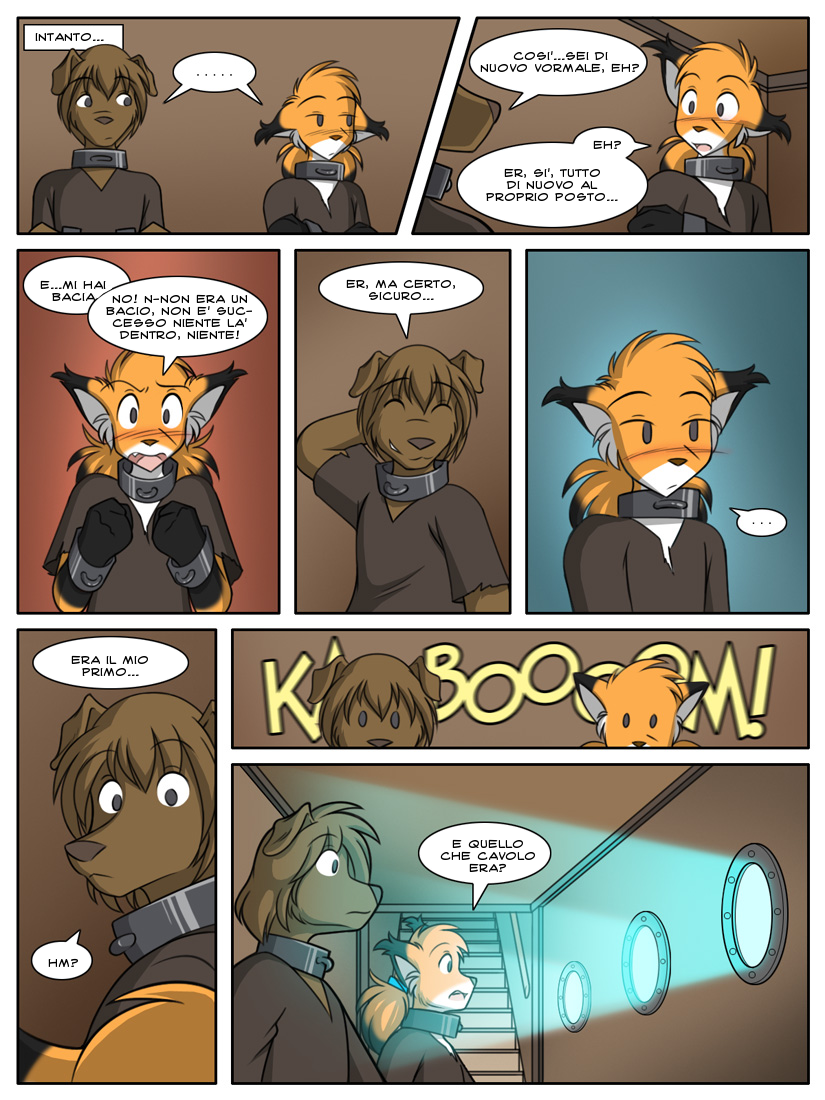 INTANTO...
. . . . .
COSI'...SEI DI
NUOVO VORMALE, EH?
EH?
ER, SI', TUTTO
DI NUOVO AL
PROPRIO POSTO...
E...MI HAI
BACIA
NO! N-NON ERA UN
BACIO, NON E' SUC-
CESSO NIENTE LA'
DENTRO, NIENTE!
ER, MA CERTO,
SICURO...
. . .
ERA IL MIO
PRIMO...
HM?
KABOOOOM!
E QUELLO
CHE CAVOLO
ERA?